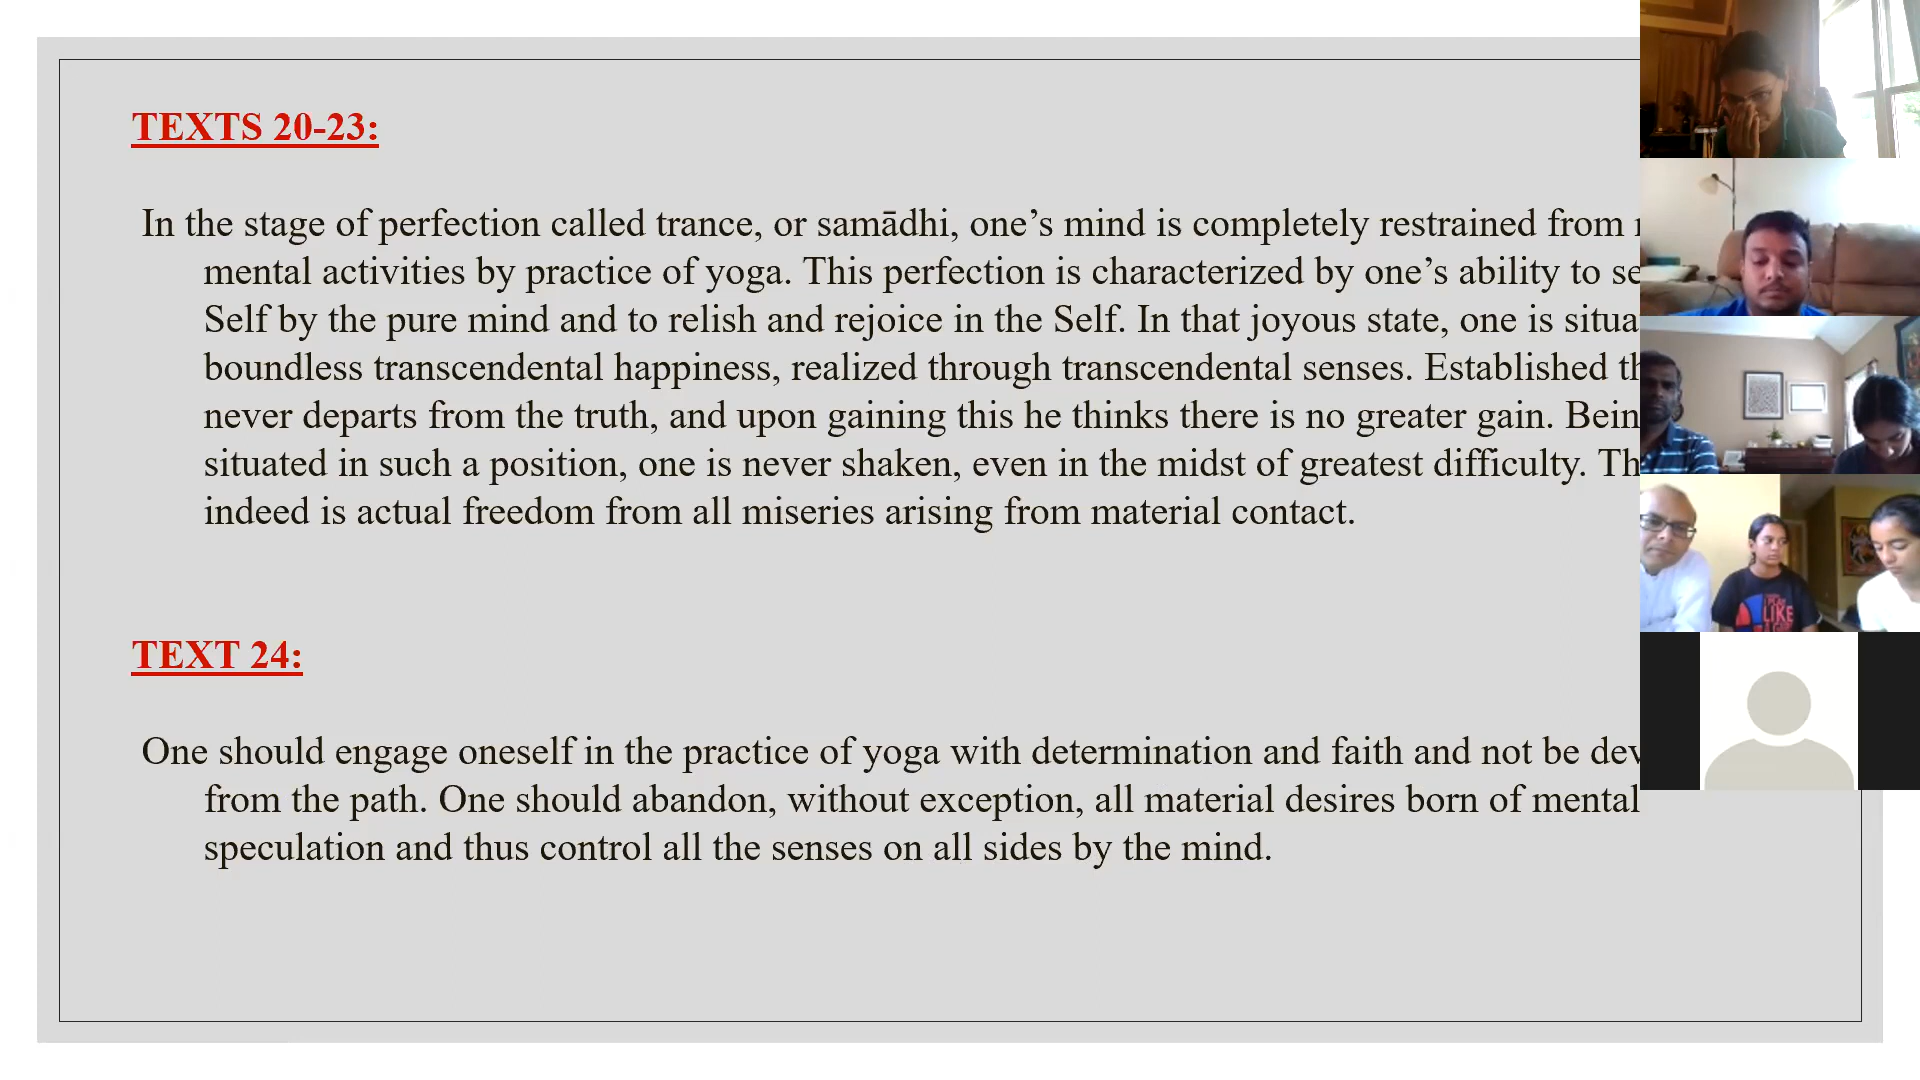 TEXTS 20-23:
In the stage of perfection called trance, or samādhi, one’s mind is completely restrained from
mental activities by practice of yoga. This perfection is characterized by one’s ability to
Self by the pure mind and to relish and rejoice in the Self. In that joyous state, one is
boundless transcendental happiness, realized through transcendental senses. Established
never departs from the truth, and upon gaining this he thinks there is no greater gain.
situated in such a position, one is never shaken, even in the midst of greatest difficulty.
indeed is actual freedom from all miseries arising from material contact.
TEXT 24:
One should engage oneself in the practice of yoga with determination and faith and not be
from the path. One should abandon, without exception, all material desires born of mental
speculation and thus control all the senses on all sides by the mind.
LIKE